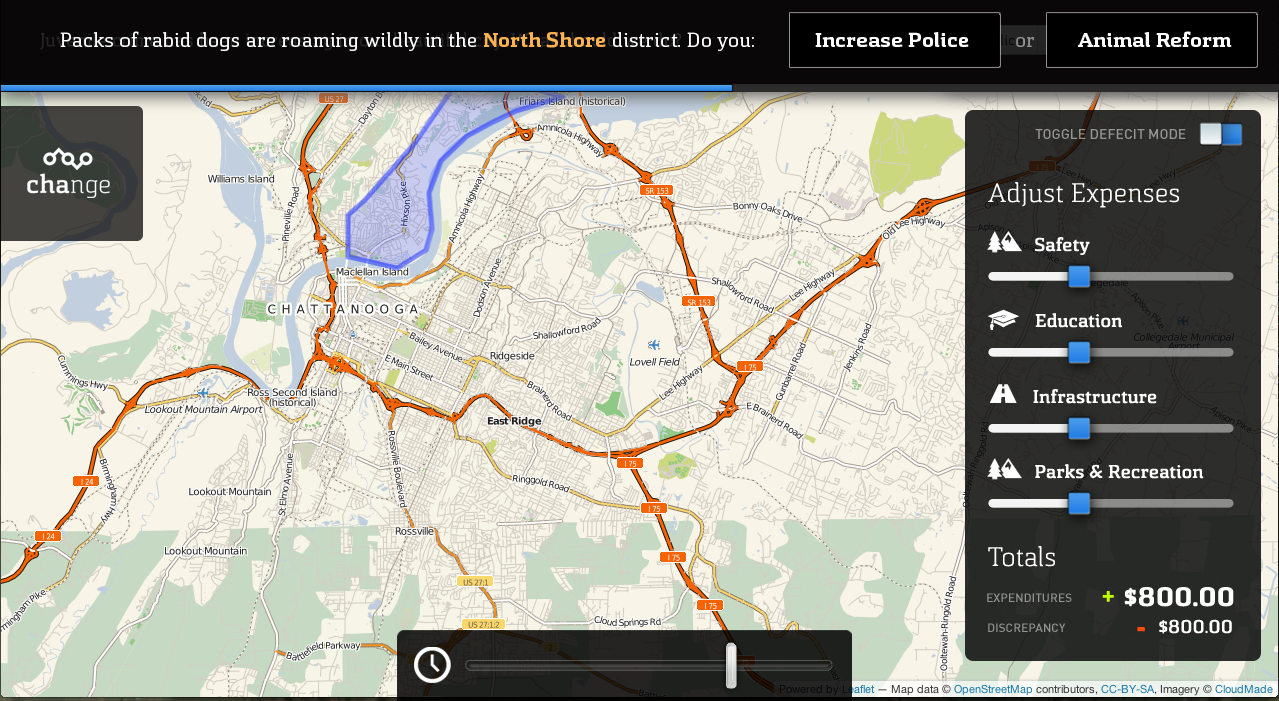 Packs of rabid dogs are roaming wildly in the North Shore district. Do you:
Increase Police
or
Animal Reform
change
TOGGLE DEFECIT MODE
Adjust Expenses
Safety
Education
Infrastructure
Parks & Recreation
Totals
EXPENDITURES + $800.00
DISCREPANCY - $800.00
US 27
Dayton B
Friars Island (historical)
Amnicola Highway
Williams Island
Pineville Road
Hixson Pike
Amnicola Highway
SR 153
Bonny Oaks Drive
Old Lee Highway
Maclellan Island
CHATTANOOGA
Dodson Avenue
Shallowford Road
SR 153
Lee Highway
Shallowford Road
Bailey Avenue
E Main Street
Ridgeside
Lovell Field
Jenkins Road
Gunbarrel Road
I 75
Cummings Hwy
Ross Second Island
(historical)
Lookout Mountain Airport
Brainerd Road
Lee Highway
E Brainerd Road
East Ridge
Rossville Boulevard
I 75
I 24
Birmingham Hwy
St Elmo Avenue
Lookout Mountain
Ringgold Road
I 75
I 24
Rossville
Lookout Mountain
I 75
US 27;1
I 75
US 27;1;2
Cloud Springs Rd
Battlefield Parkway
Birmingham Pike
Ooltewah-Ringgold Road
Collegedale Municipal
Airport
Apison Pike
Apison Pike
Powered by Leaflet — Map data © OpenStreetMap contributors, CC-BY-SA, Imagery © CloudMade